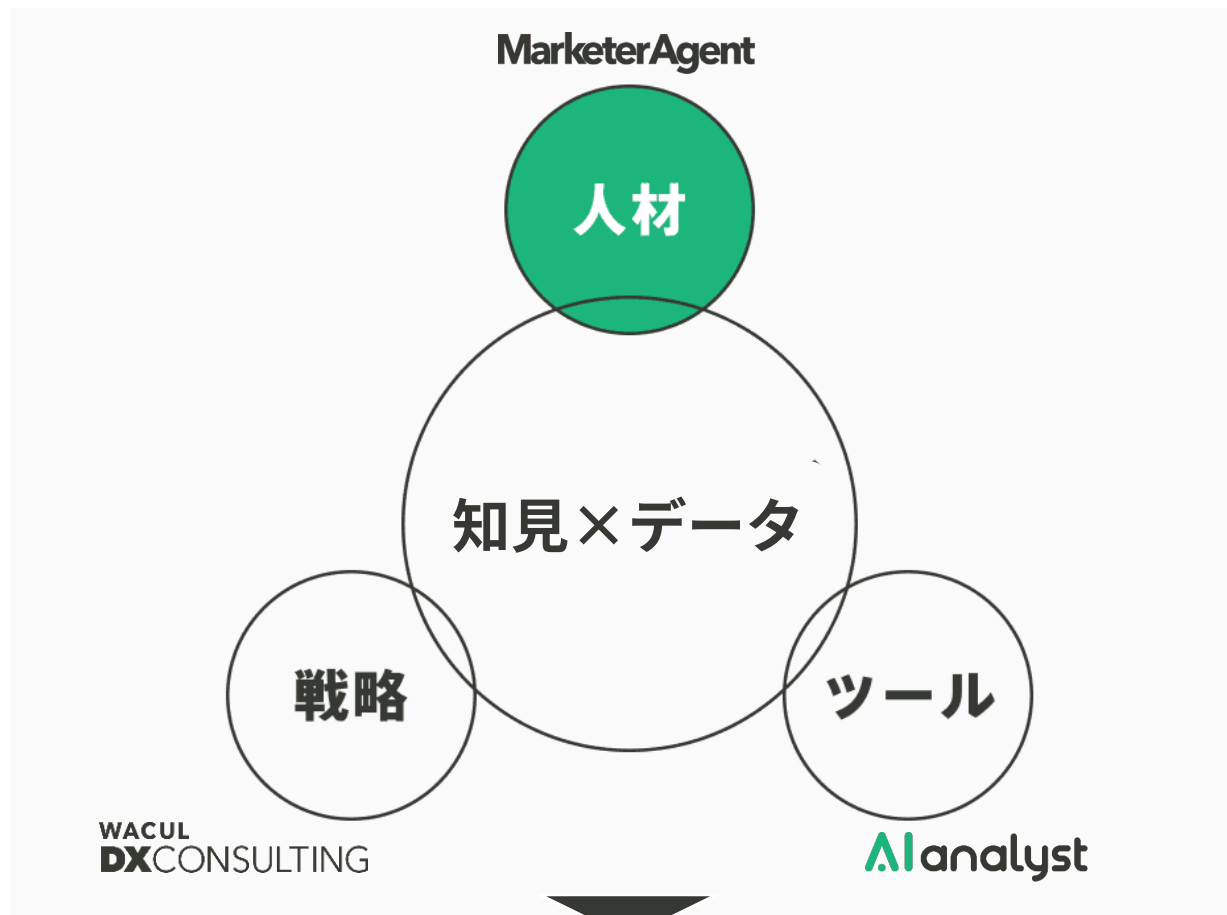 MarketerAgent
人材
知見×データ
戦略
ツール
WACUL
DXCONSULTING
AI analyst